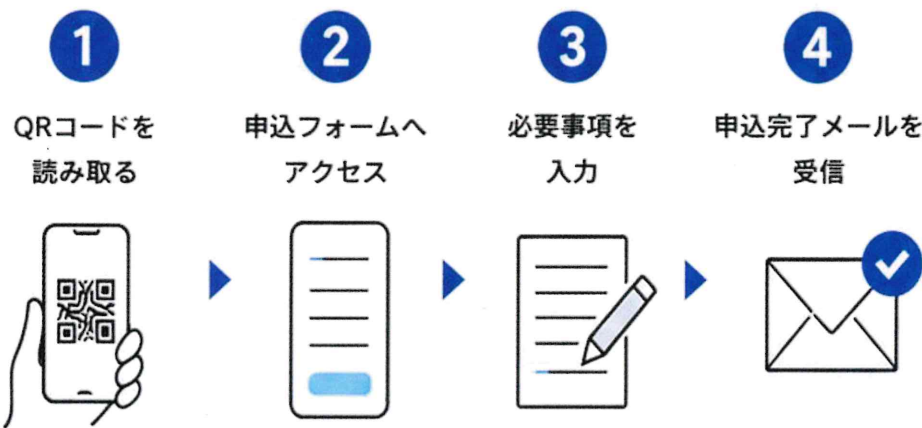 1
QRコードを
読み取る
2
申込フォームへ
アクセス
3
必要事項を
入力
4
申込完了メールを
受信